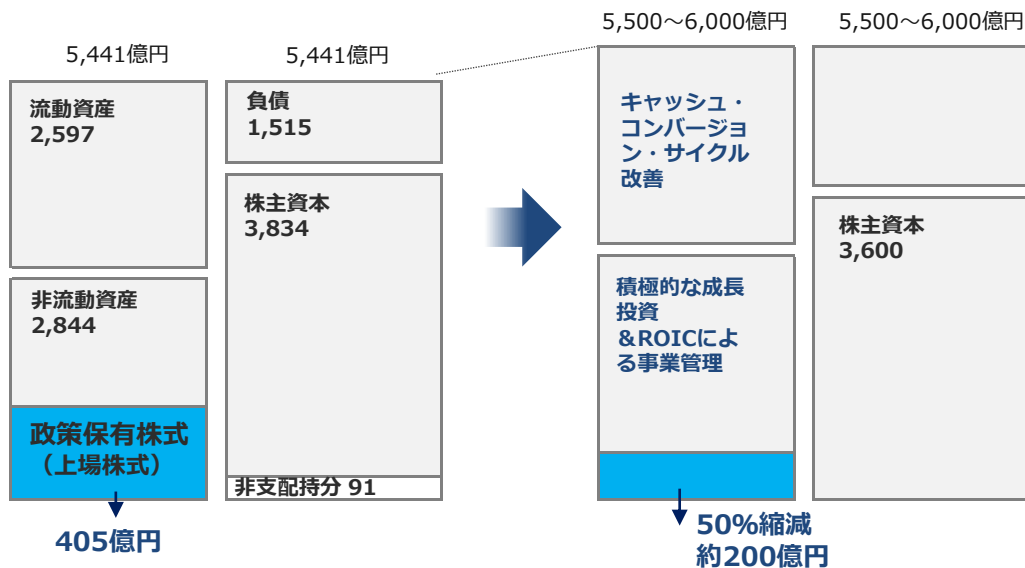 5,441億円
流動資産
2,597
非流動資産
2,844
政策保有株式
（上場株式）
405億円
5,441億円
負債
1,515
株主資本
3,834
非支配持分 91
5,500～6,000億円
キャッシュ・
コンバージョ
ン・サイクル
改善
積極的な成長
投資
＆ROICによ
る事業管理
50%縮減
約200億円
5,500～6,000億円
株主資本
3,600